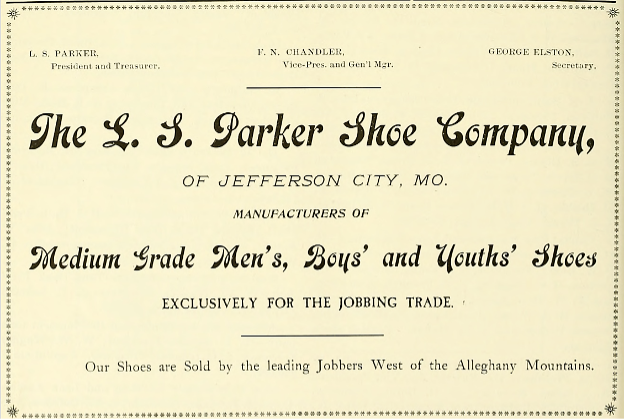 L. S. PARKER,
President and Treasurer.
F. N. CHANDLER,
Vice-Pres. and Gen'l Mgr.
GEORGE ELSTON,
Secretary.
The L. S. Parker Shoe Company,
OF JEFFERSON CITY, MO.
MANUFACTURERS OF
Medium Grade Men's, Boys' and Youths' Shoes
EXCLUSIVELY FOR THE JOBBING TRADE.
Our Shoes are Sold by the leading Jobbers West of the Alleghany Mountains.